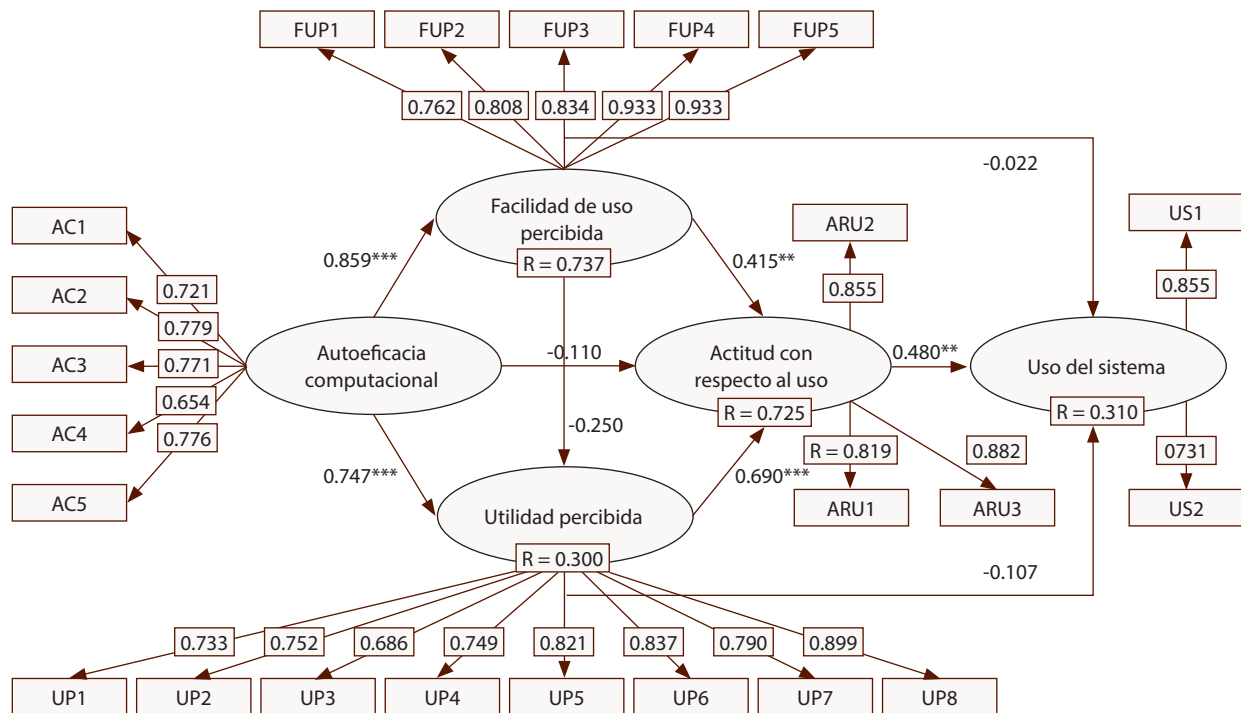 FUP1 FUP2 FUP3 FUP4 FUP5
0.762 0.808 0.834 0.933 0.933
-0.022
Facilidad de uso
percibida
R = 0.737
AC1
AC2
AC3
AC4
AC5
0.721
0.779
0.771
0.654
0.776
0.859***
0.415**
ARU2
0.855
US1
0.855
Autoeficacia
computacional
-0.110
Actitud con
respecto al uso
R = 0.725
0.480**
Uso del sistema
R = 0.310
-0.250
0.747***
0.690***
R = 0.819
0.882
0731
ARU1
ARU3
US2
Utilidad percibida
R = 0.300
-0.107
0.733 0.752 0.686 0.749 0.821 0.837 0.790 0.899
UP1 UP2 UP3 UP4 UP5 UP6 UP7 UP8